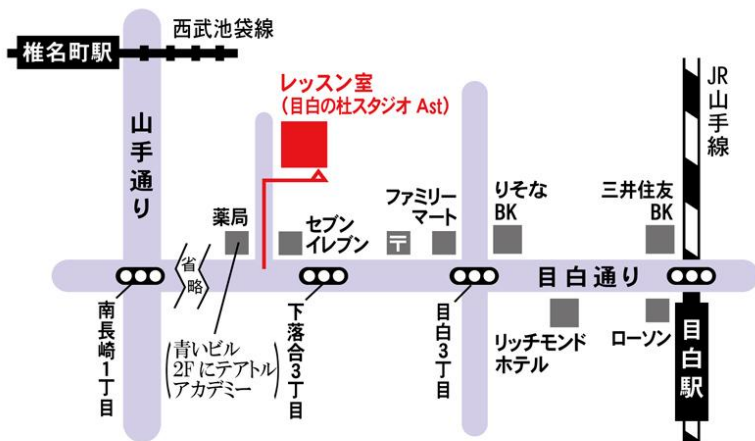 西武池袋線
椎名町駅
レッスン室
（目白の杜スタジオ Ast）
JR山手線
山手通り
薬局
セブン
イレブン
〒
ファミリー
マート
りそな
BK
三井住友
BK
省略
目白通り
南長崎1丁目
（青いビル
2Fにテアトル
アカデミー）
下落合3丁目
目白3丁目
リッチモンド
ホテル
ローソン
目白駅